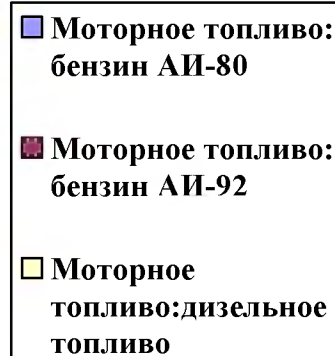 Моторное топливо:
бензин АИ-80
Моторное топливо:
бензин АИ-92
Моторное
топливо:дизельное
топливо